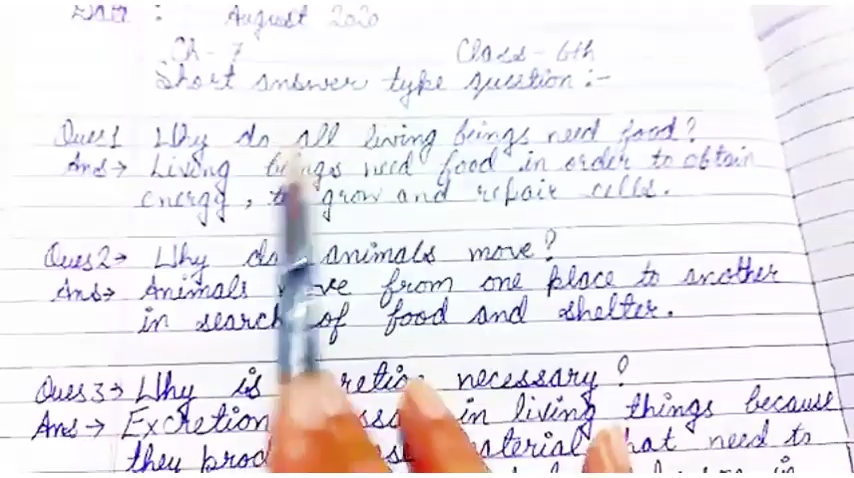 August 2020
Ch - 7 Class - 6th
Short answer type question :-
Ques1 Why do all living beings need food?
Ans → Living beings need food in order to obtain
energy, to grow and repair cells.
Ques2→ Why do animals move?
Ans→ Animals move from one place to another
in search of food and shelter.
Ques3→ Why is necessary?
Ans → Excretion in living things because
they material that need to